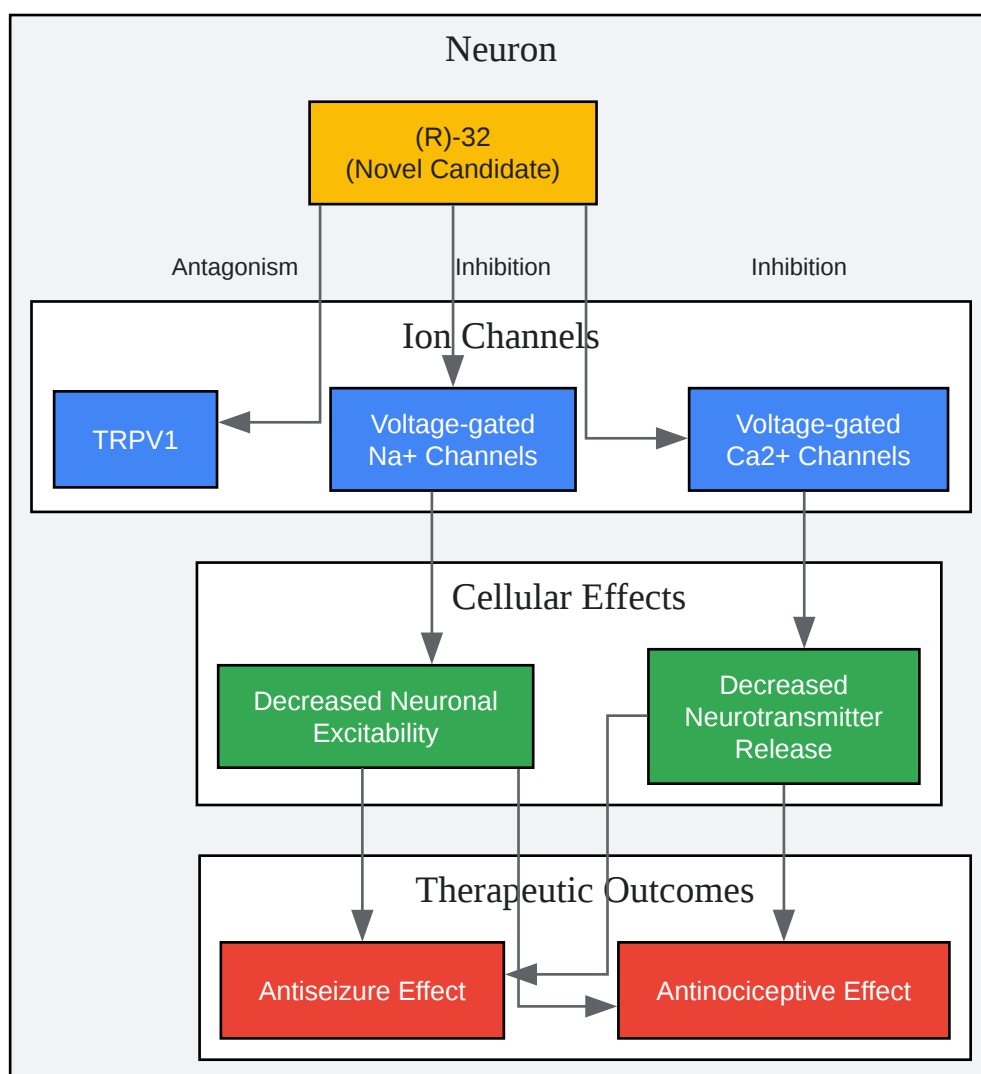 Neuron
(R)-32
(Novel Candidate)
Antagonism
Inhibition
Inhibition
Ion Channels
TRPV1
Voltage-gated
Na+ Channels
Voltage-gated
Ca2+ Channels
Cellular Effects
Decreased Neuronal
Excitability
Decreased
Neurotransmitter
Release
Therapeutic Outcomes
Antiseizure Effect
Antinociceptive Effect